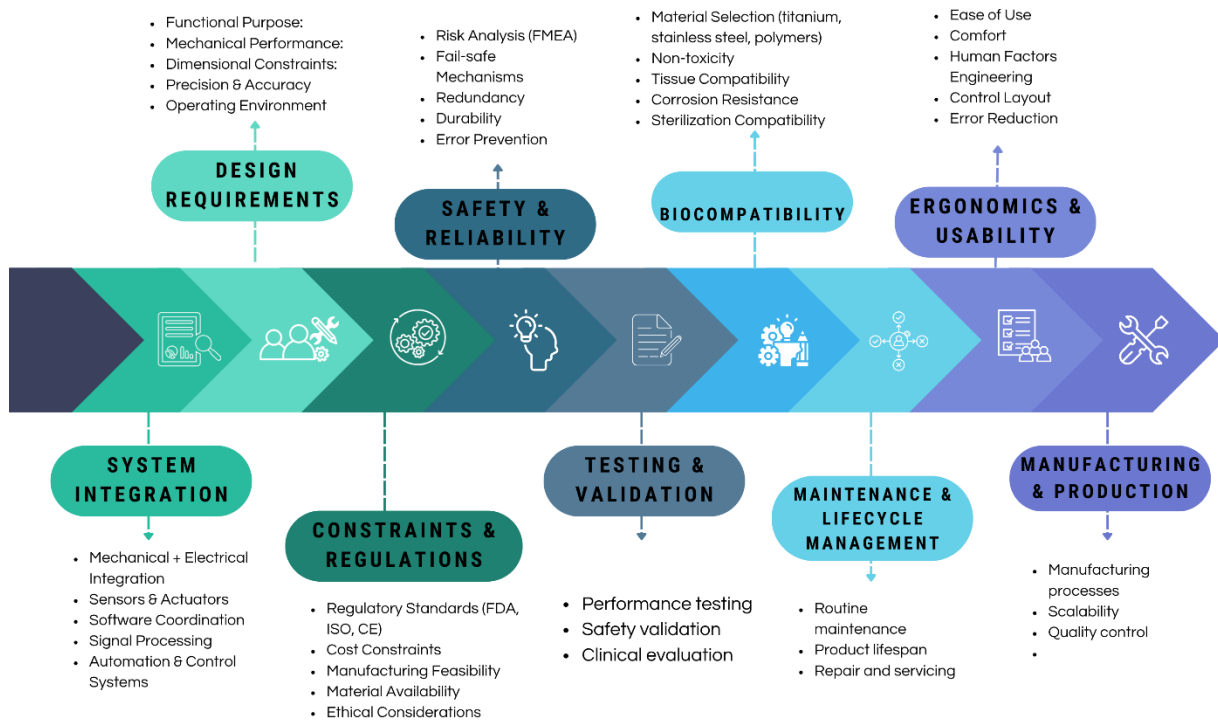 • Functional Purpose:
• Mechanical Performance:
• Dimensional Constraints:
• Precision & Accuracy
• Operating Environment
DESIGN
REQUIREMENTS
• Risk Analysis (FMEA)
• Fail-safe
Mechanisms
• Redundancy
• Durability
• Error Prevention
SAFETY &
RELIABILITY
• Material Selection (titanium,
stainless steel, polymers)
• Non-toxicity
• Tissue Compatibility
• Corrosion Resistance
• Sterilization Compatibility
BIOCOMPATIBILITY
• Ease of Use
• Comfort
• Human Factors
Engineering
• Control Layout
• Error Reduction
ERGONOMICS &
USABILITY
SYSTEM
INTEGRATION
• Mechanical + Electrical
Integration
• Sensors & Actuators
• Software Coordination
• Signal Processing
• Automation & Control
Systems
CONSTRAINTS &
REGULATIONS
• Regulatory Standards (FDA,
ISO, CE)
• Cost Constraints
• Manufacturing Feasibility
• Material Availability
• Ethical Considerations
TESTING &
VALIDATION
• Performance testing
• Safety validation
• Clinical evaluation
MAINTENANCE &
LIFECYCLE
MANAGEMENT
• Routine
maintenance
• Product lifespan
• Repair and servicing
MANUFACTURING
& PRODUCTION
• Manufacturing
processes
• Scalability
• Quality control
•